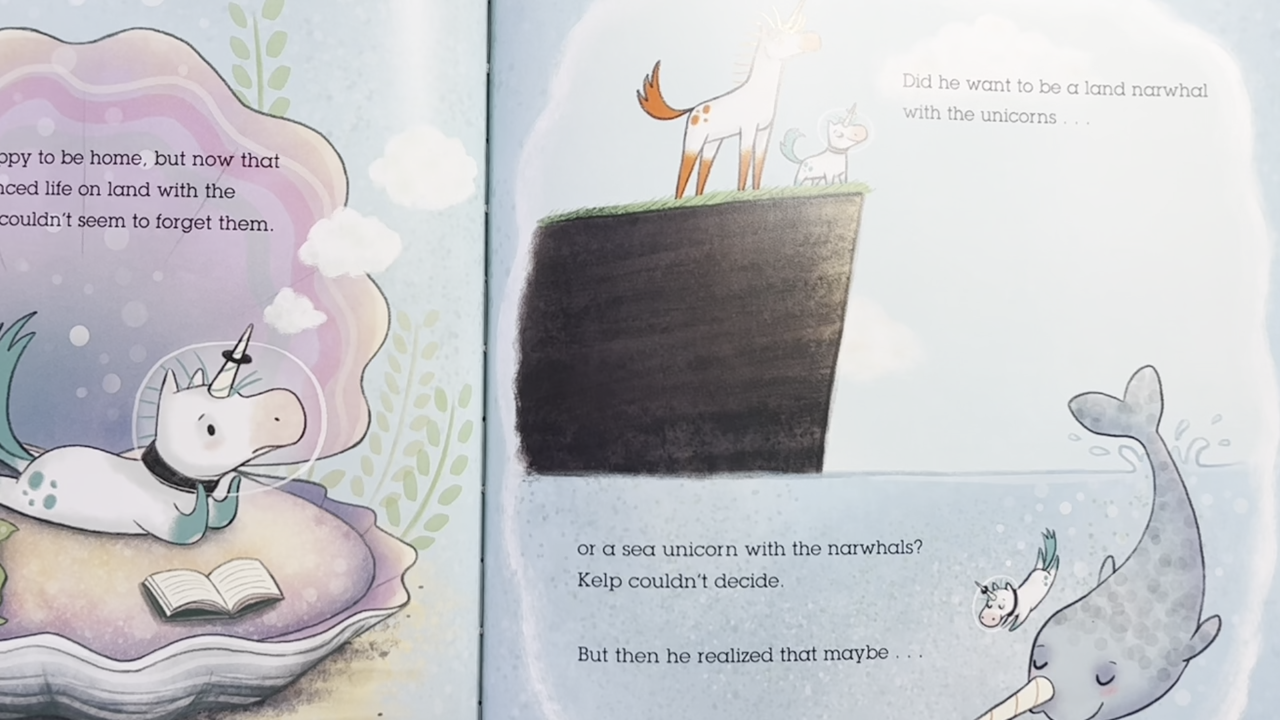 to be home, but now that
life on land with the
couldn't seem to forget them.
Did he want to be a land narwhal
with the unicorns . . .
or a sea unicorn with the narwhals?
Kelp couldn't decide.
But then he realized that maybe . . .